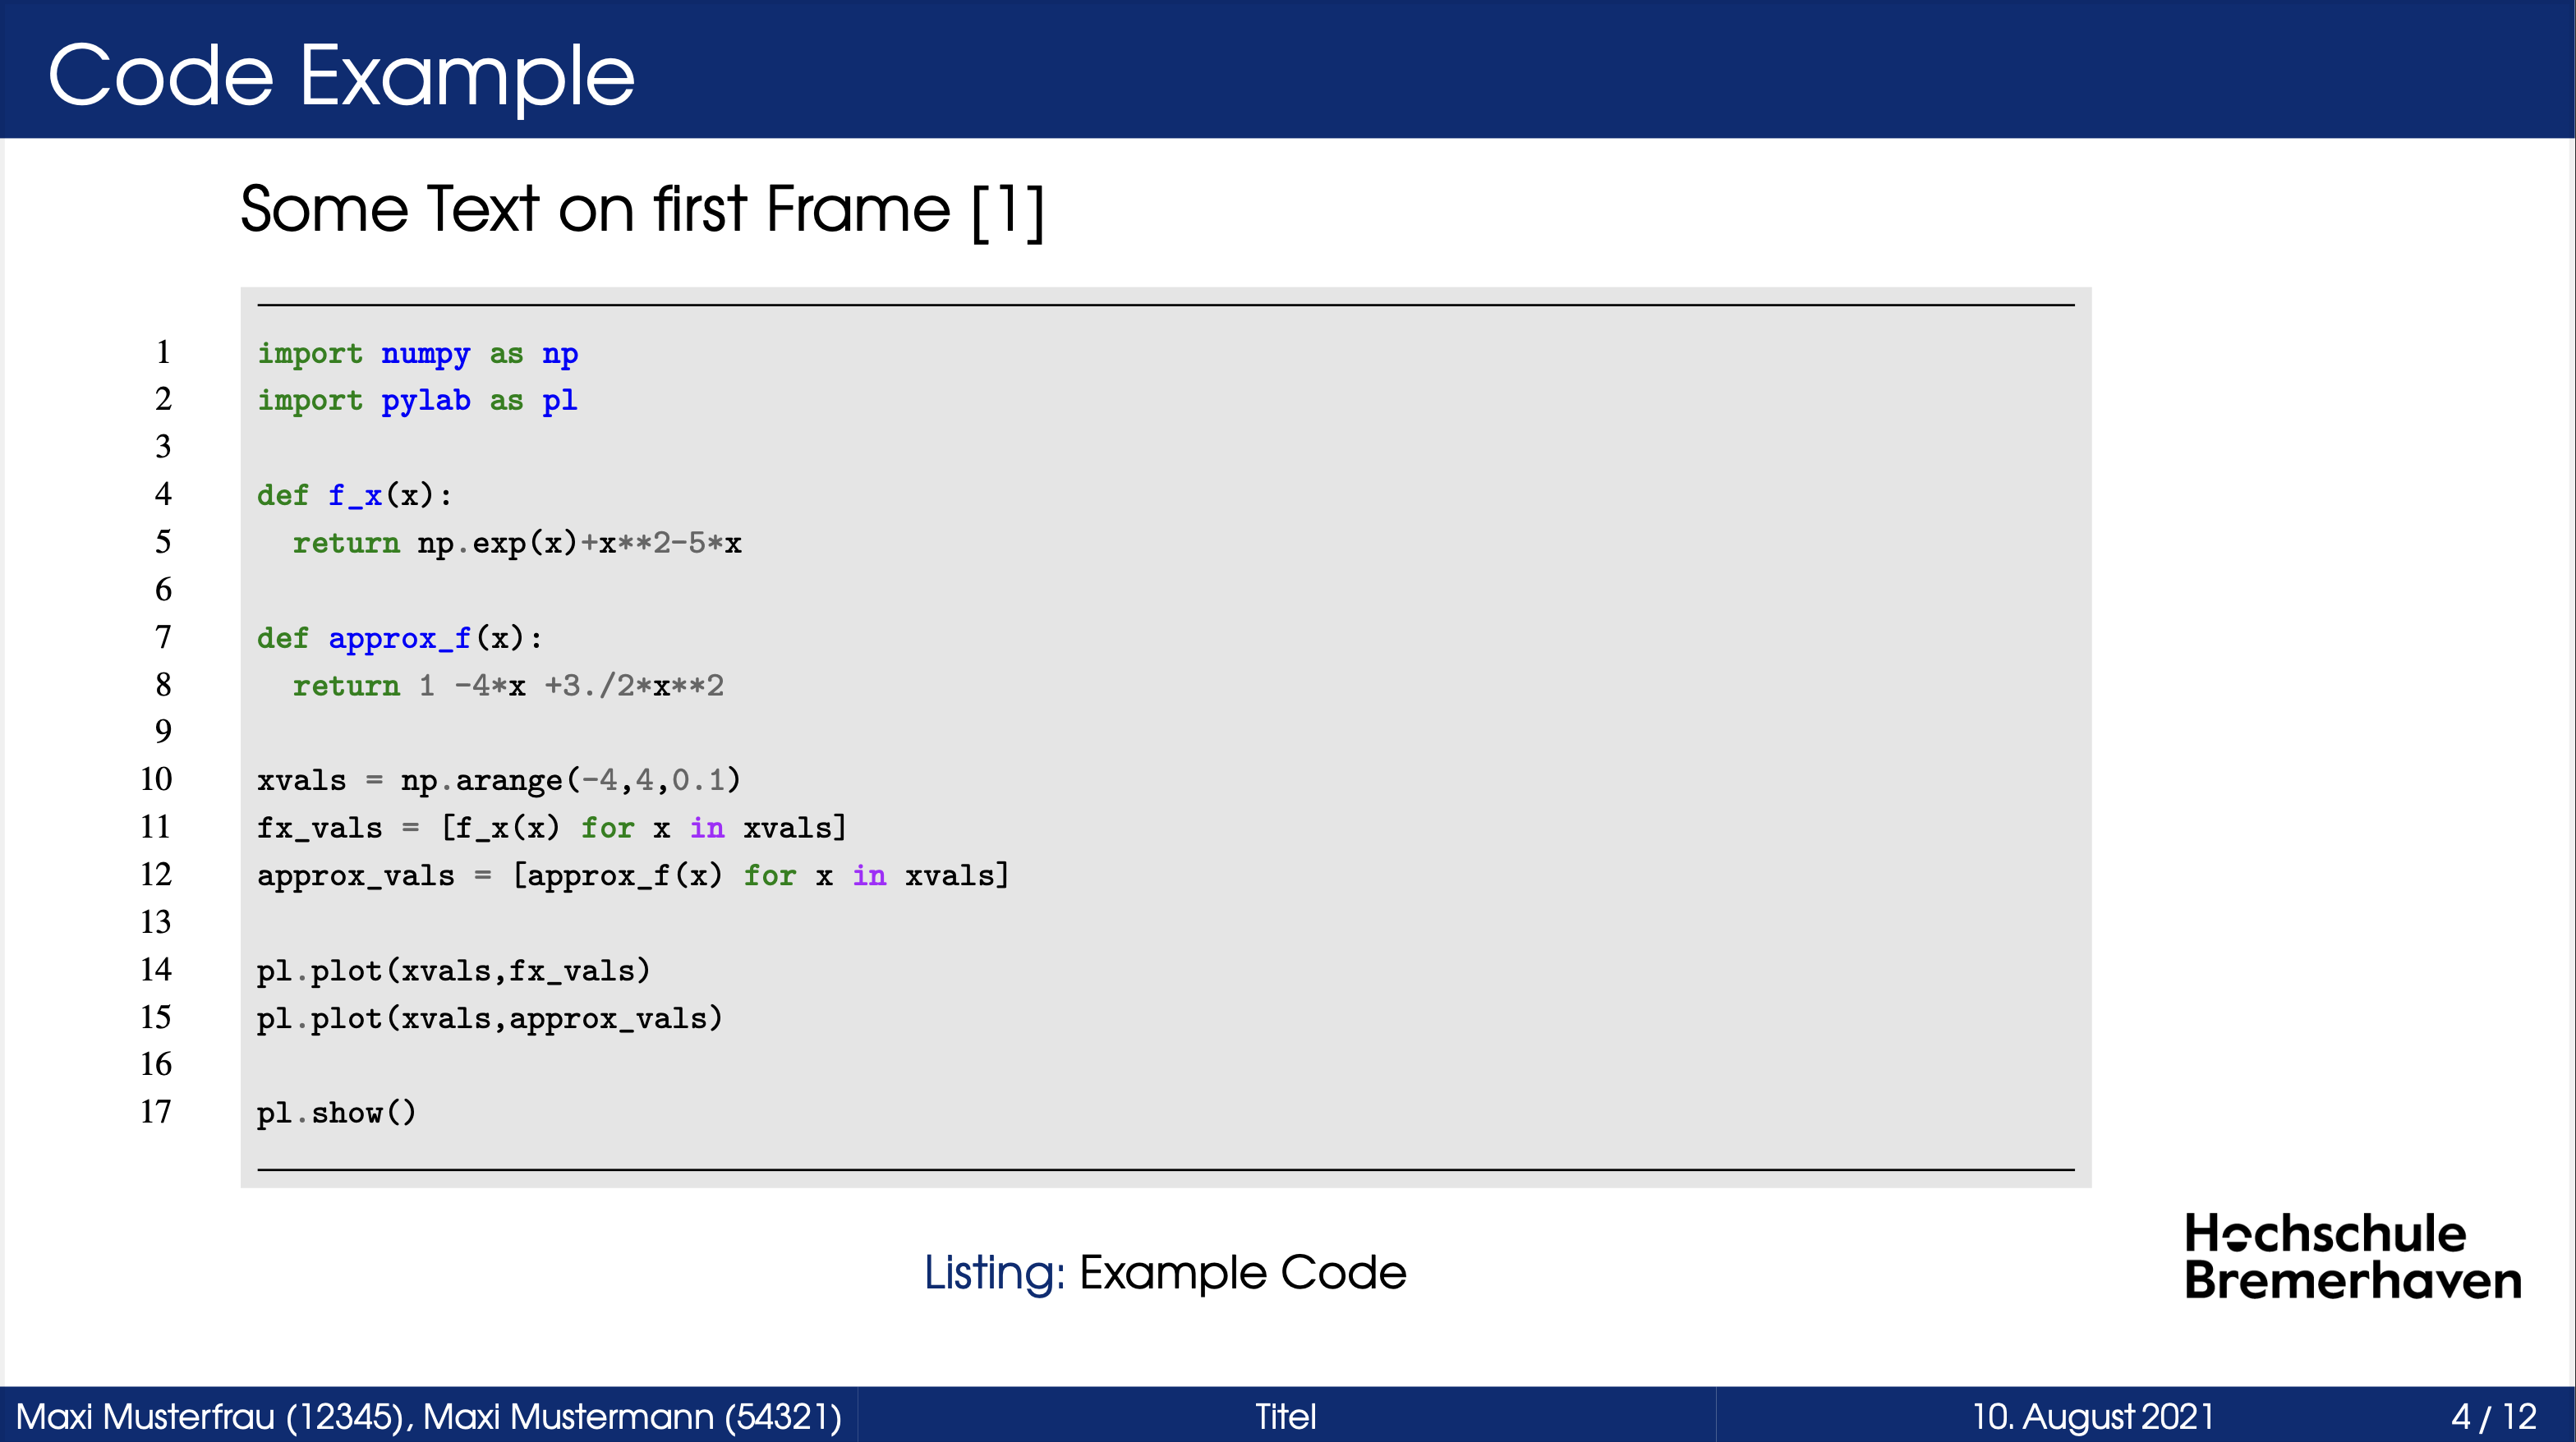 Code Example
Some Text on first Frame [1]
1 import numpy as np
2 import pylab as pl
3
4 def f_x(x):
5   return np.exp(x)+x**2-5*x
6
7 def approx_f(x):
8   return 1 -4*x +3./2*x**2
9
10 xvals = np.arange(-4,4,0.1)
11 fx_vals = [f_x(x) for x in xvals]
12 approx_vals = [approx_f(x) for x in xvals]
13
14 pl.plot(xvals,fx_vals)
15 pl.plot(xvals,approx_vals)
16
17 pl.show()
Listing: Example Code
Hochschule
Bremerhaven
Maxi Musterfrau (12345), Maxi Mustermann (54321) Titel 10. August 2021 4 / 12